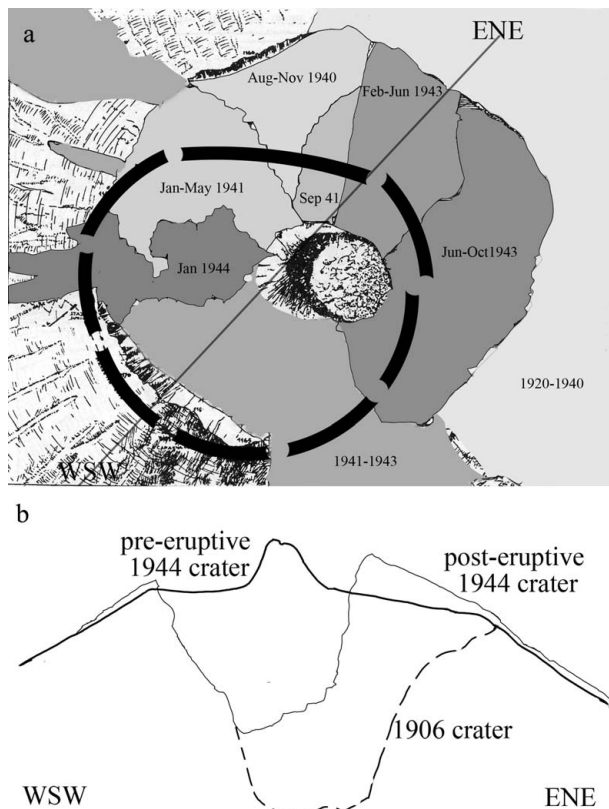 a
ENE
Aug-Nov 1940
Feb-Jun 1943
Jan-May 1941
Sep 41
Jun-Oct1943
Jan 1944
1920-1940
1941-1943
WSW
b
pre-eruptive
1944 crater
post-eruptive
1944 crater
1906 crater
WSW
ENE